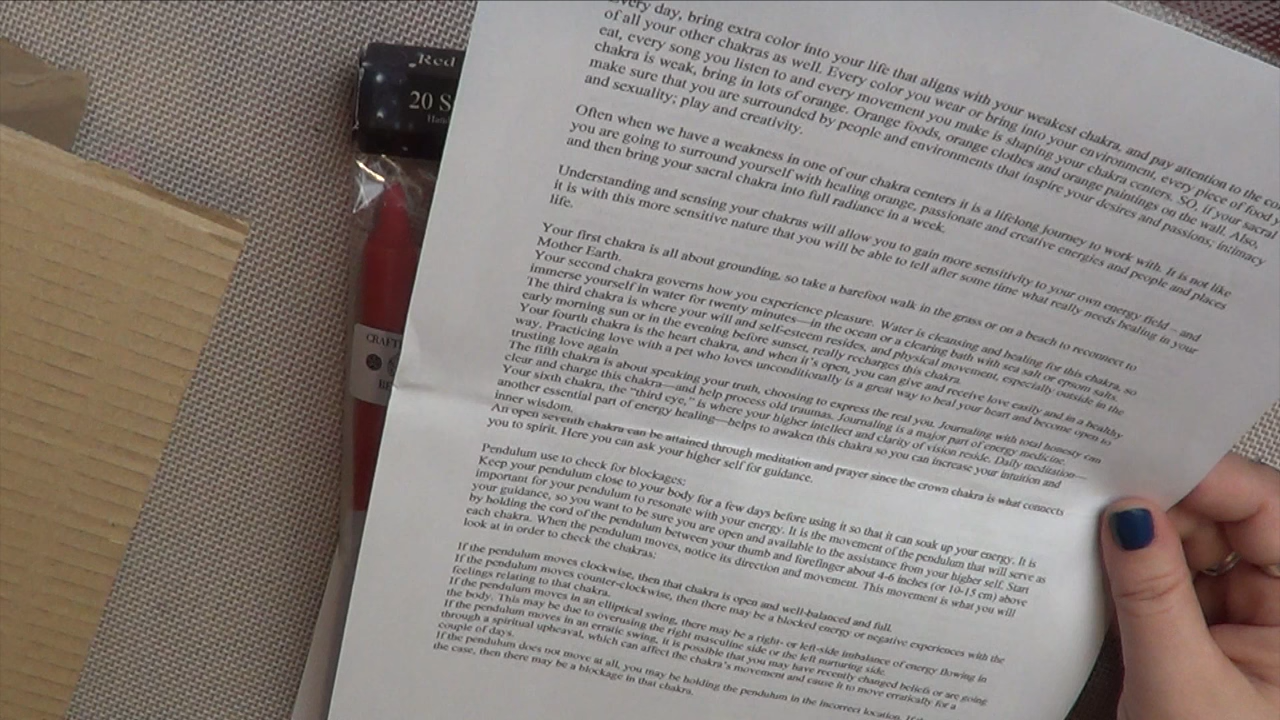 Every day, bring extra color into your life that aligns with your weakest chakra, and pay attention to the
of all your other chakras as well. Every color you wear or bring into your environment, every piece of food
eat, every song you listen to and every movement you make is shaping your chakra centers. SO, if your sacral
chakra is weak, bring in lots of orange. Orange foods, orange clothes and orange paintings on the wall. Also,
make sure that you are surrounded by people and environments that inspire your desires and passions; intimacy
and sexuality; play and creativity.
Often when we have a weakness in one of our chakra centers it is a lifelong journey to work with. It is not like
you are going to surround yourself with healing orange, passionate and creative energies and people and places
and then bring your sacral chakra into full radiance in a week.
Understanding and sensing your chakras will allow you to gain more sensitivity to your own energy field – and
it is with this more sensitive nature that you will be able to tell after some time what really needs healing in your
life.
Your first chakra is all about grounding, so take a barefoot walk in the grass or on a beach to reconnect to
Mother Earth.
Your second chakra governs how you experience pleasure. Water is cleansing and healing for this chakra, so
immerse yourself in water for twenty minutes—in the ocean or a clearing bath with sea salt or epsom salts.
The third chakra is where your will and self-esteem resides, and physical movement, especially outside in the
early morning sun or in the evening before sunset, really recharges this chakra.
Your fourth chakra is the heart chakra, and when it's open, you can give and receive love easily and in a healthy
way. Practicing love with a pet who loves unconditionally is a great way to heal your heart and become open to
trusting love again.
The fifth chakra is about speaking your truth, choosing to express the real you. Journaling with total honesty can
clear and charge this chakra—and help process old traumas. Journaling is a major part of energy medicine.
Your sixth chakra, the "third eye," is where your higher intellect and clarity of vision reside. Daily meditation—
another essential part of energy healing—helps to awaken this chakra so you can increase your intuition and
inner wisdom.
An open seventh chakra can be attained through meditation and prayer since the crown chakra is what connects
you to spirit. Here you can ask your higher self for guidance.
Pendulum use to check for blockages:
Keep your pendulum close to your body for a few days before using it so that it can soak up your energy. It is
important for your pendulum to resonate with your energy. It is the movement of the pendulum that will serve as
your guidance, so you want to be sure you are open and available to the assistance from your higher self. Start
by holding the cord of the pendulum between your thumb and forefinger about 4-6 inches (or 10-15 cm) above
each chakra. When the pendulum moves, notice its direction and movement. This movement is what you will
look at in order to check the chakras:
If the pendulum moves clockwise, then that chakra is open and well-balanced and full.
If the pendulum moves counter-clockwise, then there may be a blocked energy or negative experiences with the
feelings relating to that chakra.
If the pendulum moves in an elliptical swing, there may be a right- or left-side imbalance of energy flowing in
the body. This may be due to overusing the right masculine side or the left nurturing side.
If the pendulum moves in an erratic swing, it is possible that you may have recently changed beliefs or are going
through a spiritual upheaval, which can affect the chakra's movement and cause it to move erratically for a
couple of days.
If the pendulum does not move at all, you may be holding the pendulum in the incorrect location. If
the case, then there may be a blockage in that chakra.
Red
20 S